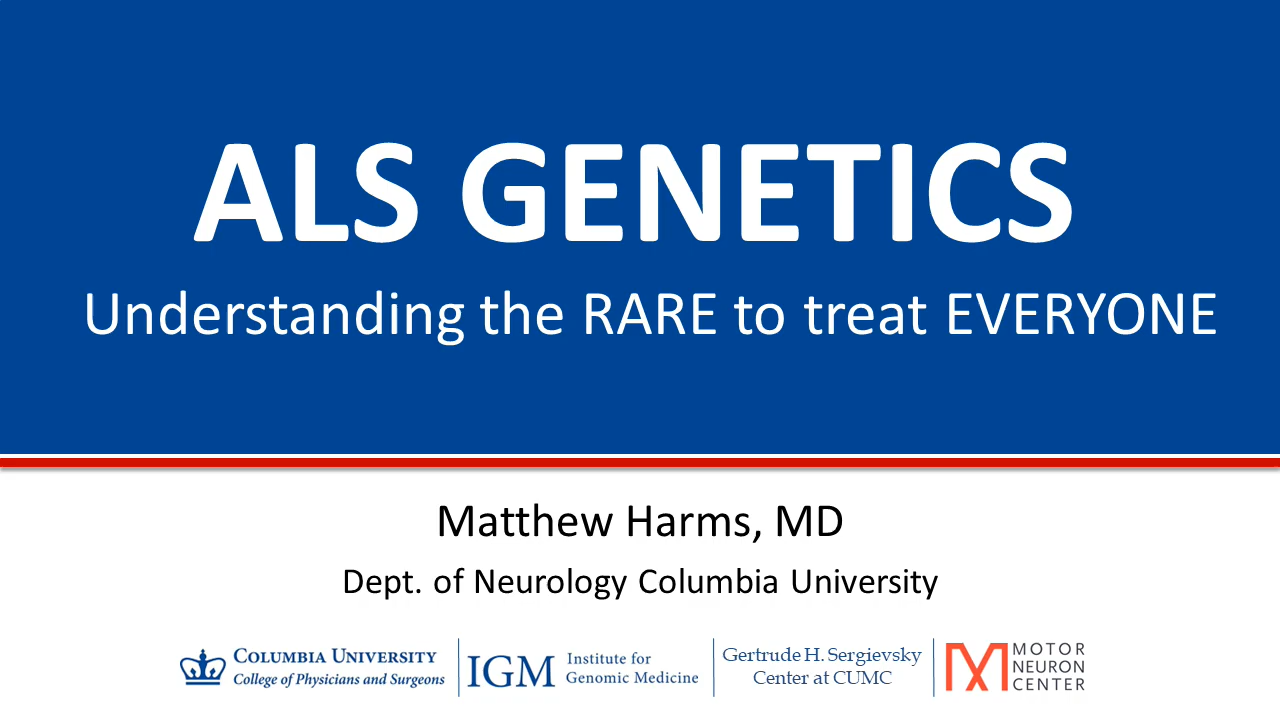 ALS GENETICS
Understanding the RARE to treat EVERYONE
Matthew Harms, MD
Dept. of Neurology Columbia University
COLUMBIA UNIVERSITY
College of Physicians and Surgeons
IGM
Institute for
Genomic Medicine
Gertrude H. Sergievsky
Center at CUMC
MOTOR
NEURON
CENTER